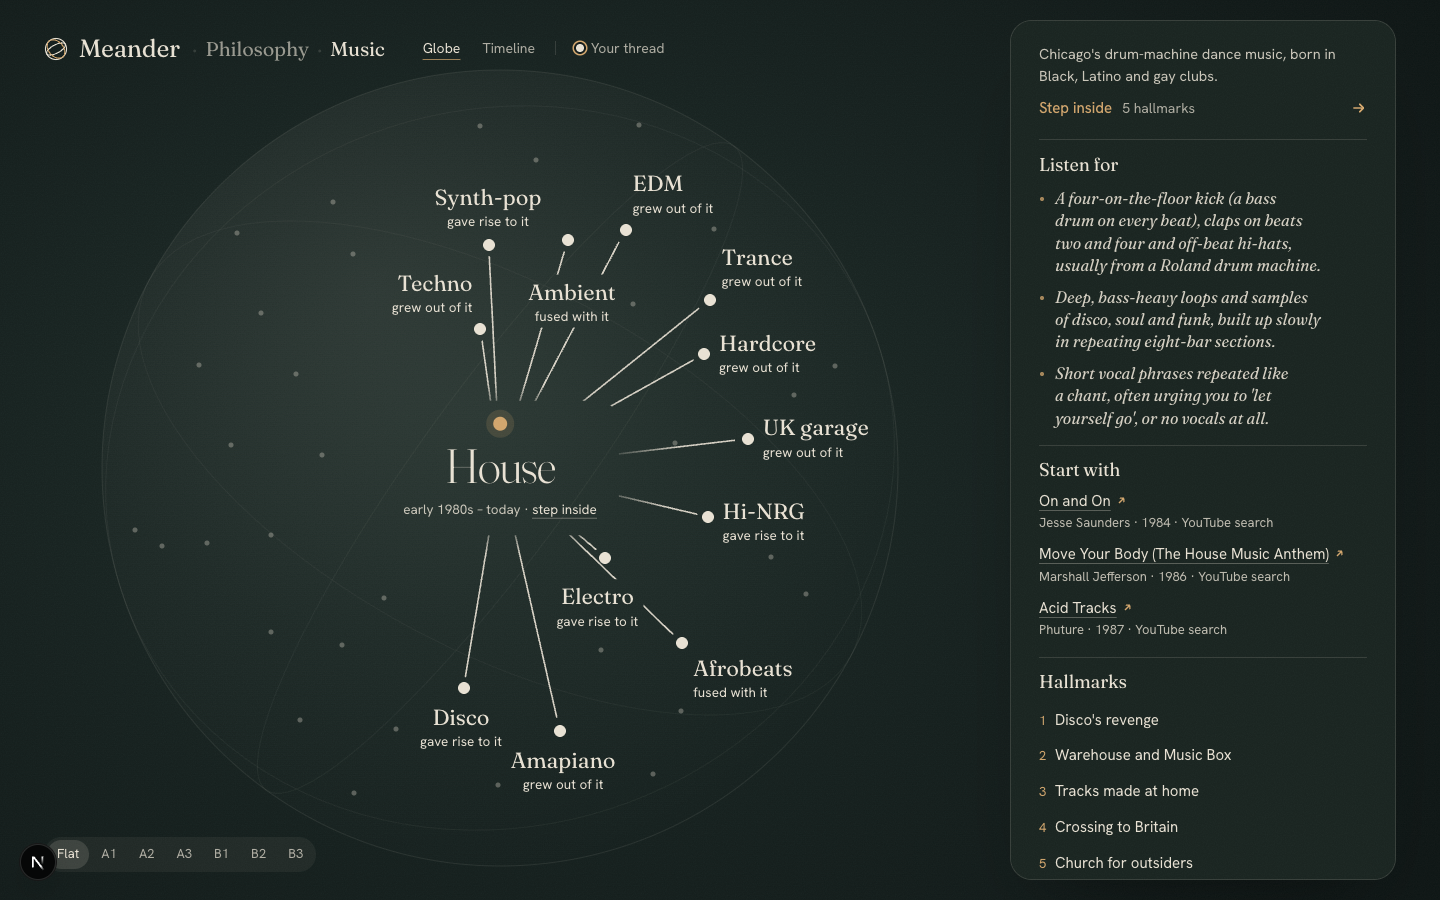 Meander · Philosophy · Music
Globe Timeline Your thread
Synth-pop
gave rise to it
EDM
grew out of it
Techno
grew out of it
Ambient
fused with it
Trance
grew out of it
Hardcore
grew out of it
UK garage
grew out of it
House
early 1980s – today · step inside
Hi-NRG
gave rise to it
Electro
gave rise to it
Afrobeats
fused with it
Disco
gave rise to it
Amapiano
grew out of it
N Flat A1 A2 A3 B1 B2 B3
Chicago's drum-machine dance music, born in
Black, Latino and gay clubs.
Step inside 5 hallmarks →
Listen for
• A four-on-the-floor kick (a bass
drum on every beat), claps on beats
two and four and off-beat hi-hats,
usually from a Roland drum machine.
• Deep, bass-heavy loops and samples
of disco, soul and funk, built up slowly
in repeating eight-bar sections.
• Short vocal phrases repeated like
a chant, often urging you to 'let
yourself go', or no vocals at all.
Start with
On and On ↗
Jesse Saunders · 1984 · YouTube search
Move Your Body (The House Music Anthem) ↗
Marshall Jefferson · 1986 · YouTube search
Acid Tracks ↗
Phuture · 1987 · YouTube search
Hallmarks
1 Disco's revenge
2 Warehouse and Music Box
3 Tracks made at home
4 Crossing to Britain
5 Church for outsiders